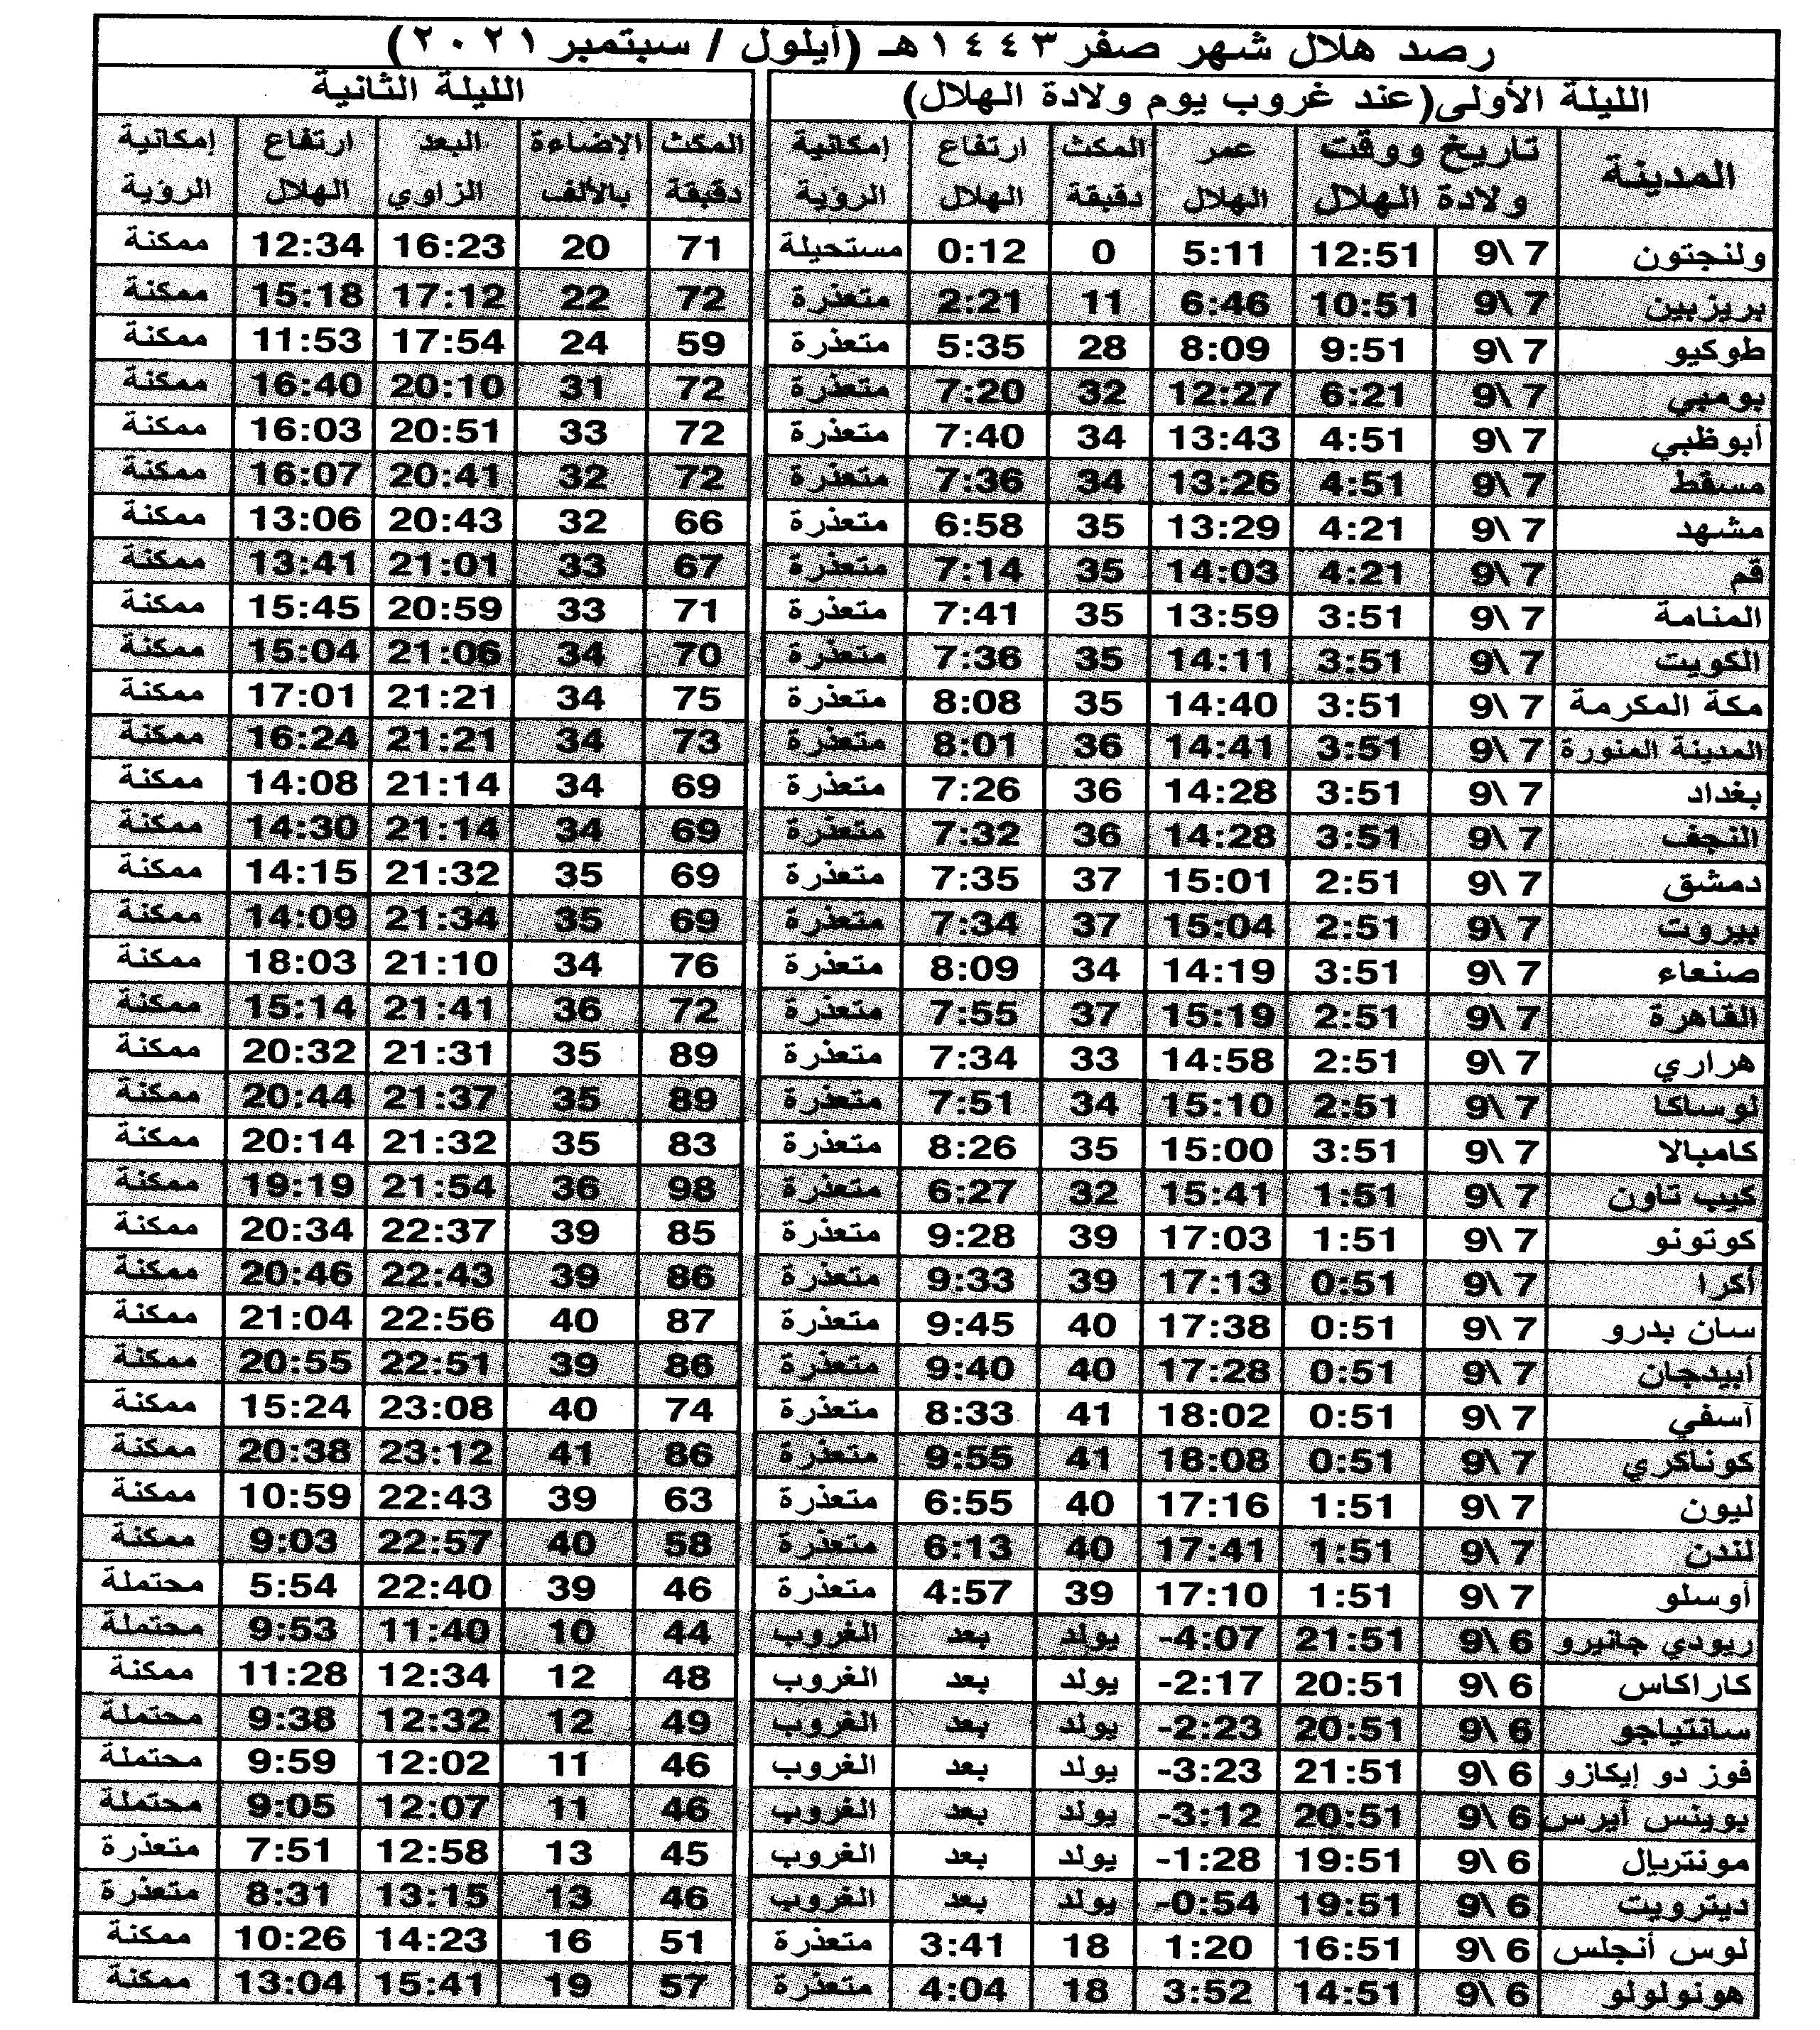 رصد هلال شهر صفر ١٤٤٣هـ (أيلول / سبتمبر ٢٠٢١)
الليلة الأولى(عند غروب يوم ولادة الهلال) الليلة الثانية
المدينة تاريخ ووقت ولادة الهلال عمر الهلال المكث دقيقة ارتفاع الهلال إمكانية الرؤية المكث دقيقة الإضاءة بالألف البعد الزاوي ارتفاع الهلال إمكانية الرؤية
ولنجتون 7 \9 12:51 5:11 0 0:12 مستحيلة 71 20 16:23 12:34 ممكنة
بريزبين 7 \9 10:51 6:46 11 2:21 متعذرة 72 22 17:12 15:18 ممكنة
طوكيو 7 \9 9:51 8:09 28 5:35 متعذرة 59 24 17:54 11:53 ممكنة
بومبي 7 \9 6:21 12:27 32 7:20 متعذرة 72 31 20:10 16:40 ممكنة
أبوظبي 7 \9 4:51 13:43 34 7:40 متعذرة 72 33 20:51 16:03 ممكنة
مسقط 7 \9 4:51 13:26 34 7:36 متعذرة 72 32 20:41 16:07 ممكنة
مشهد 7 \9 4:21 13:29 35 6:58 متعذرة 66 32 20:43 13:06 ممكنة
قم 7 \9 4:21 14:03 35 7:14 متعذرة 67 33 21:01 13:41 ممكنة
المنامة 7 \9 3:51 13:59 35 7:41 متعذرة 71 33 20:59 15:45 ممكنة
الكويت 7 \9 3:51 14:11 35 7:36 متعذرة 70 34 21:06 15:04 ممكنة
مكة المكرمة 7 \9 3:51 14:40 35 8:08 متعذرة 75 34 21:21 17:01 ممكنة
المدينة المنورة 7 \9 3:51 14:41 36 8:01 متعذرة 73 34 21:21 16:24 ممكنة
بغداد 7 \9 3:51 14:28 36 7:26 متعذرة 69 34 21:14 14:08 ممكنة
النجف 7 \9 3:51 14:28 36 7:32 متعذرة 69 34 21:14 14:30 ممكنة
دمشق 7 \9 2:51 15:01 37 7:35 متعذرة 69 35 21:32 14:15 ممكنة
بيروت 7 \9 2:51 15:04 37 7:34 متعذرة 69 35 21:34 14:09 ممكنة
صنعاء 7 \9 3:51 14:19 34 8:09 متعذرة 76 34 21:10 18:03 ممكنة
القاهرة 7 \9 2:51 15:19 37 7:55 متعذرة 72 36 21:41 15:14 ممكنة
هراري 7 \9 2:51 14:58 33 7:34 متعذرة 89 35 21:31 20:32 ممكنة
لوساكا 7 \9 2:51 15:10 34 7:51 متعذرة 89 35 21:37 20:44 ممكنة
كامبالا 7 \9 3:51 15:00 35 8:26 متعذرة 83 35 21:32 20:14 ممكنة
كيب تاون 7 \9 1:51 15:41 32 6:27 متعذرة 98 36 21:54 19:19 ممكنة
كوتونو 7 \9 1:51 17:03 39 9:28 متعذرة 85 39 22:37 20:34 ممكنة
أكرا 7 \9 0:51 17:13 39 9:33 متعذرة 86 39 22:43 20:46 ممكنة
سان بدرو 7 \9 0:51 17:38 40 9:45 متعذرة 87 40 22:56 21:04 ممكنة
أبيدجان 7 \9 0:51 17:28 40 9:40 متعذرة 86 39 22:51 20:55 ممكنة
آسفي 7 \9 0:51 18:02 41 8:33 متعذرة 74 40 23:08 15:24 ممكنة
كوناكري 7 \9 0:51 18:08 41 9:55 متعذرة 86 41 23:12 20:38 ممكنة
ليون 7 \9 1:51 17:16 40 6:55 متعذرة 63 39 22:43 10:59 ممكنة
لندن 7 \9 1:51 17:41 40 6:13 متعذرة 58 40 22:57 9:03 ممكنة
أوسلو 7 \9 1:51 17:10 39 4:57 متعذرة 46 39 22:40 5:54 محتملة
ريودي جانيرو 6 \9 21:51 -4:07 يولد بعد الغروب 44 10 11:40 9:53 محتملة
كاراكاس 6 \9 20:51 -2:17 يولد بعد الغروب 48 12 12:34 11:28 ممكنة
سانتياجو 6 \9 20:51 -2:23 يولد بعد الغروب 49 12 12:32 9:38 محتملة
فوز دو إيكازو 6 \9 21:51 -3:23 يولد بعد الغروب 46 11 12:02 9:59 محتملة
بوينس آيرس 6 \9 20:51 -3:12 يولد بعد الغروب 46 11 12:07 9:05 محتملة
مونتريال 6 \9 19:51 -1:28 يولد بعد الغروب 45 13 12:58 7:51 متعذرة
ديترويت 6 \9 19:51 -0:54 يولد بعد الغروب 46 13 13:15 8:31 متعذرة
لوس أنجلس 6 \9 16:51 1:20 18 3:41 متعذرة 51 16 14:23 10:26 ممكنة
هونولولو 6 \9 14:51 3:52 18 4:04 متعذرة 57 19 15:41 13:04 ممكنة